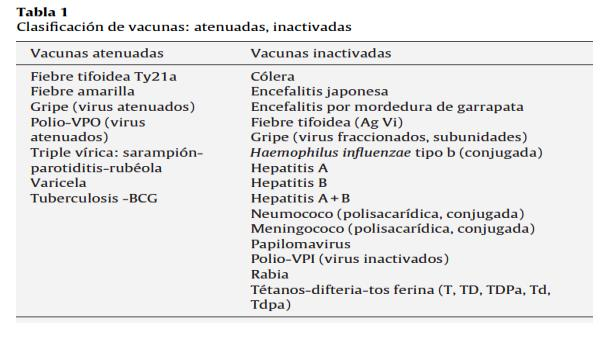 Tabla 1
Clasificación de vacunas: atenuadas, inactivadas
Vacunas atenuadas Vacunas inactivadas
Fiebre tifoidea Ty21a Cólera
Fiebre amarilla Encefalitis japonesa
Gripe (virus atenuados) Encefalitis por mordedura de garrapata
Polio-VPO (virus Fiebre tifoidea (Ag Vi)
atenuados) Gripe (virus fraccionados, subunidades)
Triple vírica: sarampión– Haemophilus influenzae tipo b (conjugada)
parotiditis–rubéola Hepatitis A
Varicela Hepatitis B
Tuberculosis -BCG Hepatitis A + B
Neumococo (polisacarídica, conjugada)
Meningococo (polisacarídica, conjugada)
Papilomavirus
Polio-VPI (virus inactivados)
Rabia
Tétanos-difteria-tos ferina (T, TD, TDPa, Td,
Tdpa)